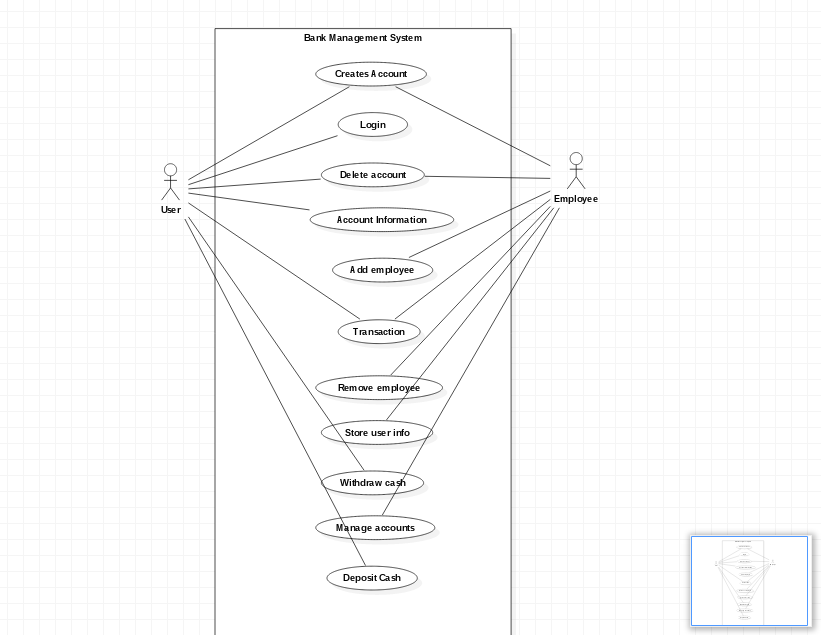 Bank Management System
Creates Account
Login
Delete account
User
Employee
Account Information
Add employee
Transaction
Remove employee
Store user info
Withdraw cash
Manage accounts
Deposit Cash